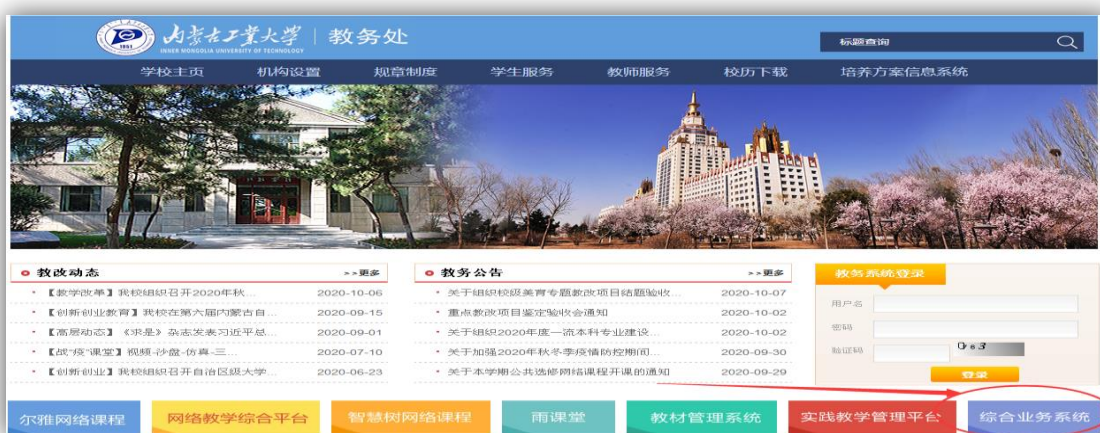 内蒙古工业大学 教务处
INNER MONGOLIA UNIVERSITY OF TECHNOLOGY
1951
标题查询
学校主页 机构设置 规章制度 学生服务 教师服务 校历下载 培养方案信息系统
教改动态 >>更多
【教学改革】我校组织召开2020年秋... 2020-10-06
【创新创业教育】我校在第六届内蒙古自... 2020-09-15
【高层动态】《求是》杂志发表习近平总... 2020-09-01
【战“疫”课堂】视频-沙盘-仿真-三... 2020-07-10
【创新创业】我校组织召开自治区级大学... 2020-06-23
教务公告 >>更多
关于组织校级美育专题教改项目结题验收... 2020-10-07
重点教改项目鉴定验收会通知 2020-10-02
关于组织2020年度一流本科专业建设... 2020-10-02
关于加强2020年秋冬季疫情防控期间... 2020-09-30
关于本学期公共选修网络课程开课的通知 2020-09-29
教务系统登录
用户名
密码
验证码
登录
尔雅网络课程 网络教学综合平台 智慧树网络课程 雨课堂 教材管理系统 实践教学管理平台 综合业务系统